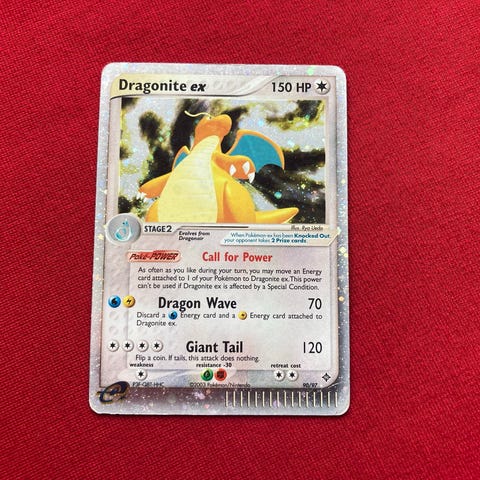 Dragonite ex 150 HP
Illus. Ryo Ueda
STAGE2 Evolves from
Dragonair
When Pokémon-ex has been Knocked Out,
your opponent takes 2 Prize cards.
Poké-POWER Call for Power
As often as you like during your turn, you may move an Energy
card attached to 1 of your Pokémon to Dragonite ex. This power
can't be used if Dragonite ex is affected by a Special Condition.
Dragon Wave 70
Discard a Energy card and a Energy card attached to
Dragonite ex.
Giant Tail 120
Flip a coin. If tails, this attack does nothing.
weakness resistance -30 retreat cost
©2003 Pokémon/Nintendo 90/97
e